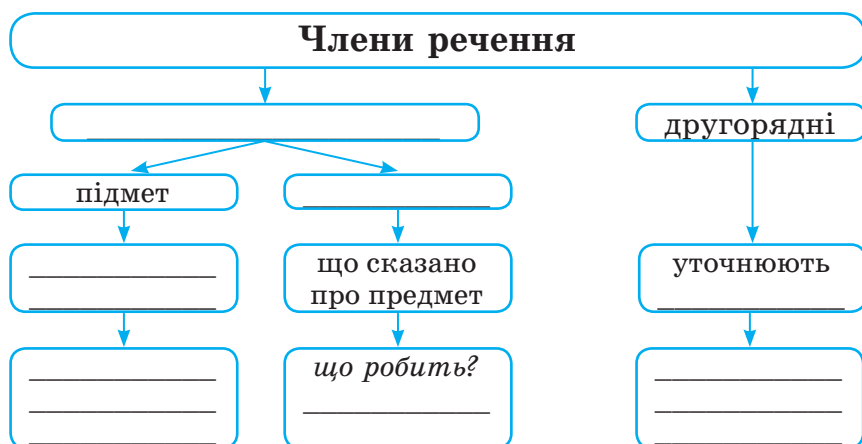 Члени речення
другорядні
підмет
що сказано
про предмет
уточнюють
що робить?